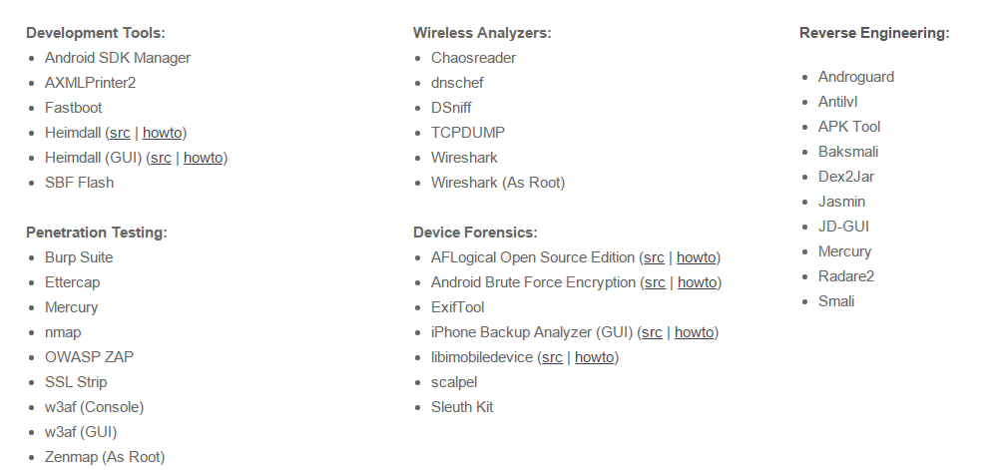 Development Tools:
Android SDK Manager
AXMLPrinter2
Fastboot
Heimdall (src | howto)
Heimdall (GUI) (src | howto)
SBF Flash
Penetration Testing:
Burp Suite
Ettercap
Mercury
nmap
OWASP ZAP
SSL Strip
w3af (Console)
w3af (GUI)
Zenmap (As Root)
Wireless Analyzers:
Chaosreader
dnschef
DSniff
TCPDUMP
Wireshark
Wireshark (As Root)
Device Forensics:
AFLogical Open Source Edition (src | howto)
Android Brute Force Encryption (src | howto)
ExifTool
iPhone Backup Analyzer (GUI) (src | howto)
libimobiledevice (src | howto)
scalpel
Sleuth Kit
Reverse Engineering:
Androguard
Antilvl
APK Tool
Baksmali
Dex2Jar
Jasmin
JD-GUI
Mercury
Radare2
Smali